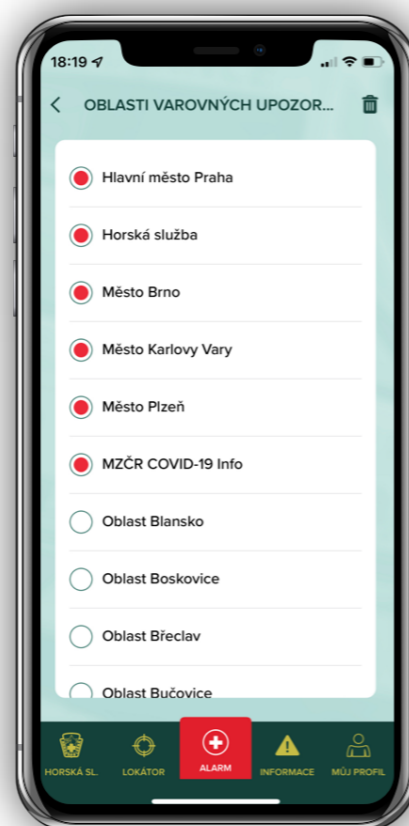 18:19
OBLASTI VAROVNÝCH UPOZOR...
Hlavní město Praha
Horská služba
Město Brno
Město Karlovy Vary
Město Plzeň
MZČR COVID-19 Info
Oblast Blansko
Oblast Boskovice
Oblast Břeclav
Oblast Bučovice
HORSKÁ SL. LOKÁTOR ALARM INFORMACE MŮJ PROFIL